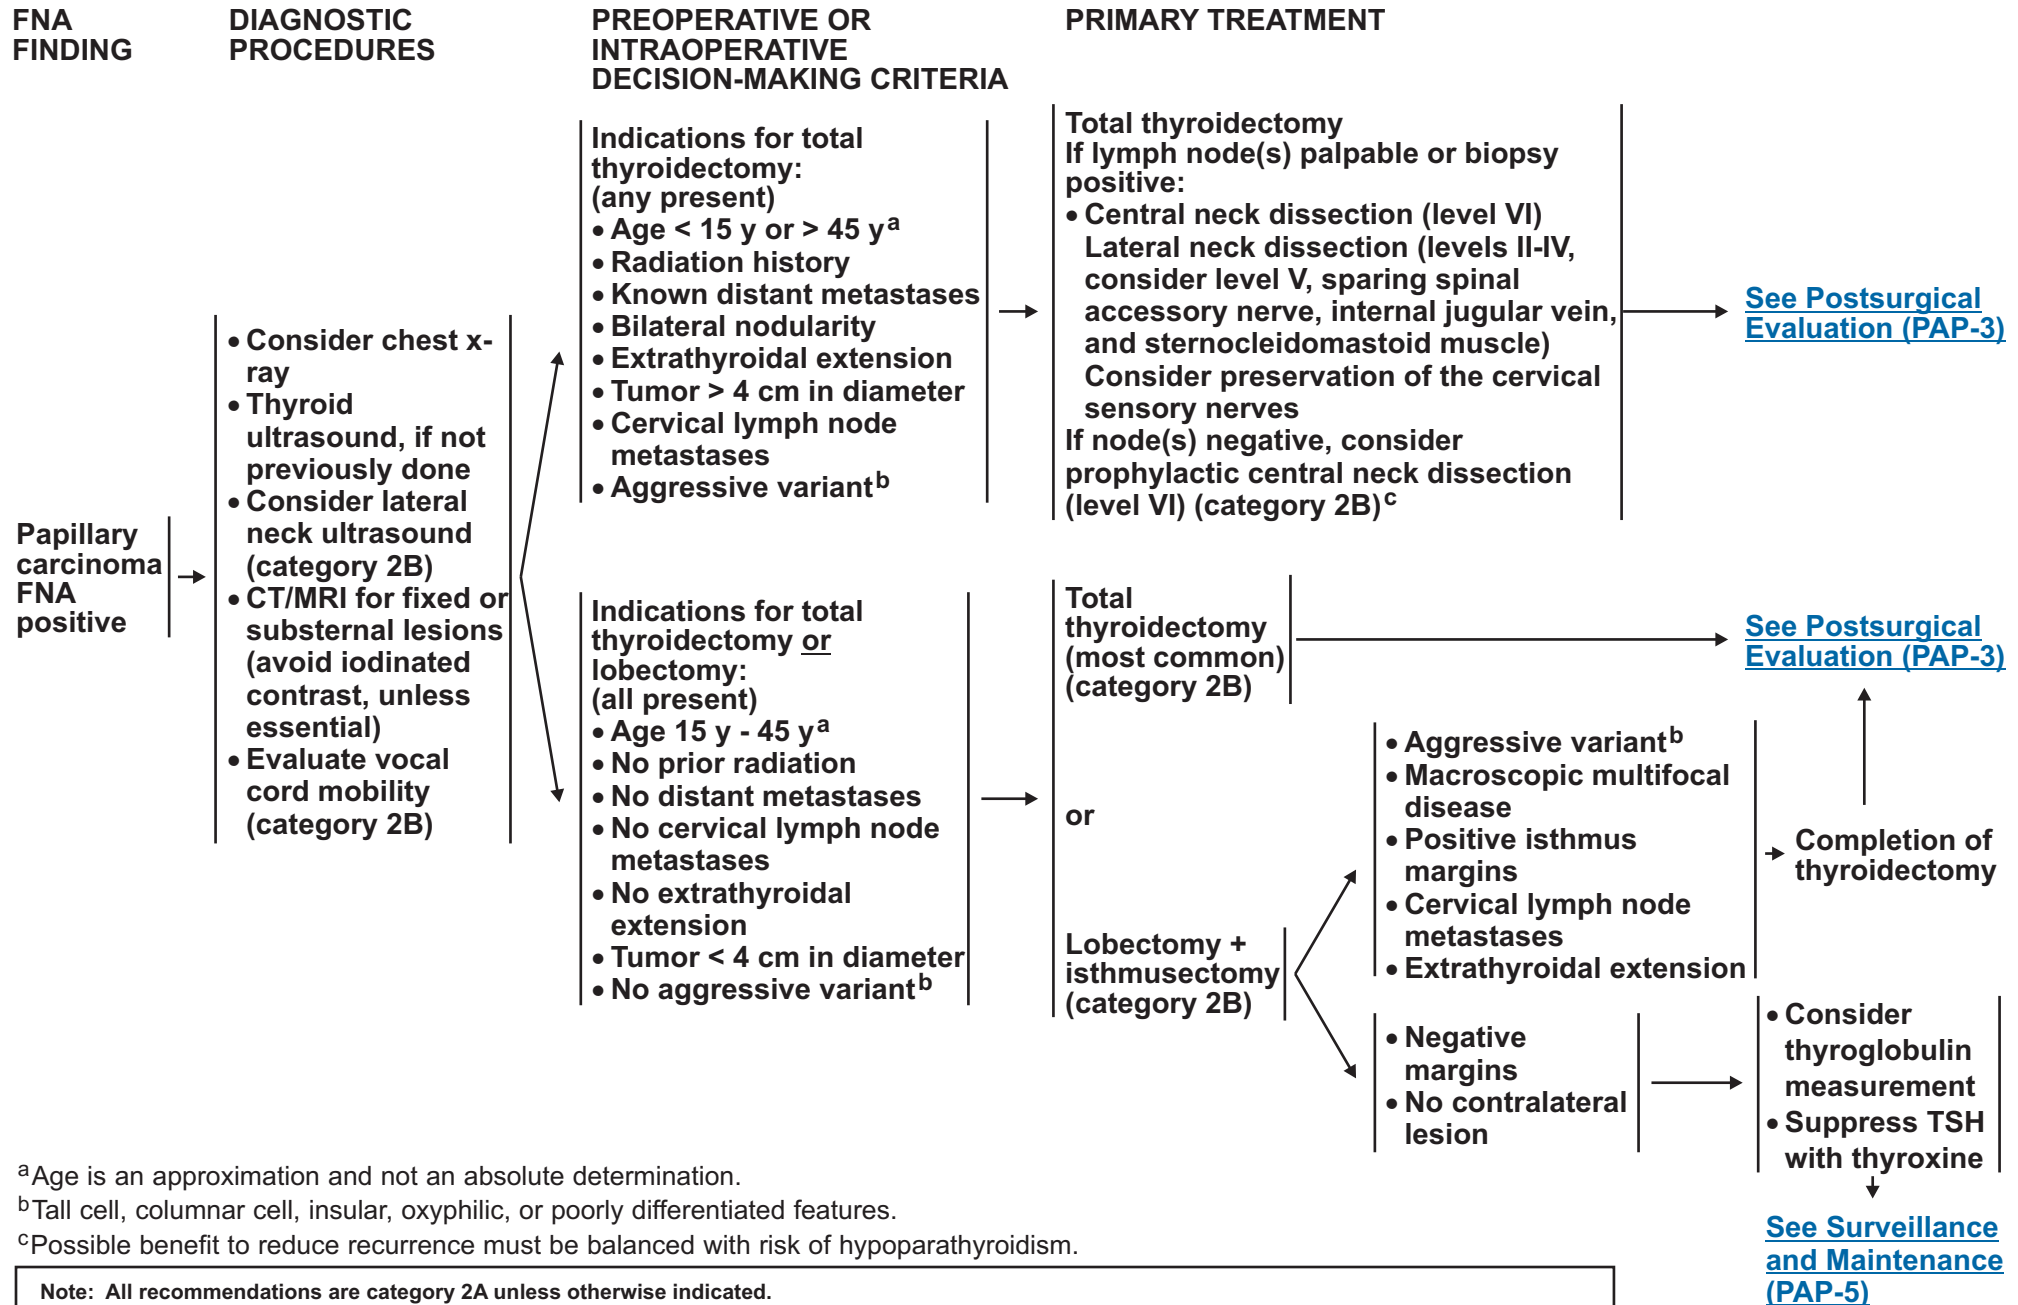 FNA
FINDING
DIAGNOSTIC
PROCEDURES
PREOPERATIVE OR
INTRAOPERATIVE
DECISION-MAKING CRITERIA
PRIMARY TREATMENT
Papillary
carcinoma
FNA
positive
• Consider chest x-
ray
• Thyroid
ultrasound, if not
previously done
• Consider lateral
neck ultrasound
(category 2B)
• CT/MRI for fixed or
substernal lesions
(avoid iodinated
contrast, unless
essential)
• Evaluate vocal
cord mobility
(category 2B)
Indications for total
thyroidectomy:
(any present)
• Age < 15 y or > 45 y a
• Radiation history
• Known distant metastases
• Bilateral nodularity
• Extrathyroidal extension
• Tumor > 4 cm in diameter
• Cervical lymph node
metastases
• Aggressive variant b
Total thyroidectomy
If lymph node(s) palpable or biopsy
positive:
• Central neck dissection (level VI)
Lateral neck dissection (levels II-IV,
consider level V, sparing spinal
accessory nerve, internal jugular vein,
and sternocleidomastoid muscle)
Consider preservation of the cervical
sensory nerves
If node(s) negative, consider
prophylactic central neck dissection
(level VI) (category 2B) c
See Postsurgical
Evaluation (PAP-3)
Indications for total
thyroidectomy or
lobectomy:
(all present)
• Age 15 y - 45 y a
• No prior radiation
• No distant metastases
• No cervical lymph node
metastases
• No extrathyroidal
extension
• Tumor < 4 cm in diameter
• No aggressive variant b
Total
thyroidectomy
(most common)
(category 2B)
See Postsurgical
Evaluation (PAP-3)
or
Lobectomy +
isthmusectomy
(category 2B)
• Aggressive variant b
• Macroscopic multifocal
disease
• Positive isthmus
margins
• Cervical lymph node
metastases
• Extrathyroidal extension
Completion of
thyroidectomy
• Negative
margins
• No contralateral
lesion
• Consider
thyroglobulin
measurement
• Suppress TSH
with thyroxine
See Surveillance
and Maintenance
(PAP-5)
a Age is an approximation and not an absolute determination.
b Tall cell, columnar cell, insular, oxyphilic, or poorly differentiated features.
c Possible benefit to reduce recurrence must be balanced with risk of hypoparathyroidism.
Note: All recommendations are category 2A unless otherwise indicated.